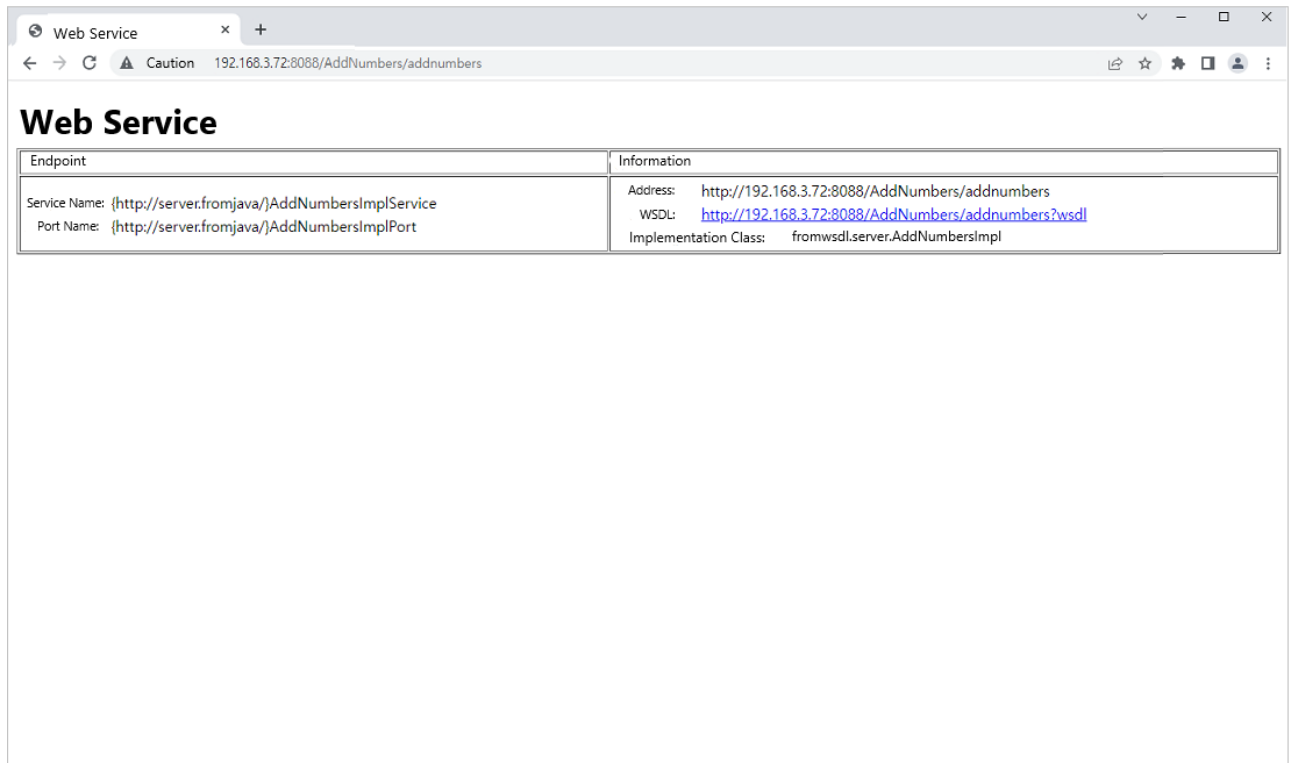 Web Service
Caution 192.168.3.72:8088/AddNumbers/addnumbers
Web Service
Endpoint Information
Service Name: {http://server.fromjava/}AddNumbersImplService
Port Name: {http://server.fromjava/}AddNumbersImplPort
Address: http://192.168.3.72:8088/AddNumbers/addnumbers
WSDL: http://192.168.3.72:8088/AddNumbers/addnumbers?wsdl
Implementation Class: fromwsdl.server.AddNumbersImpl